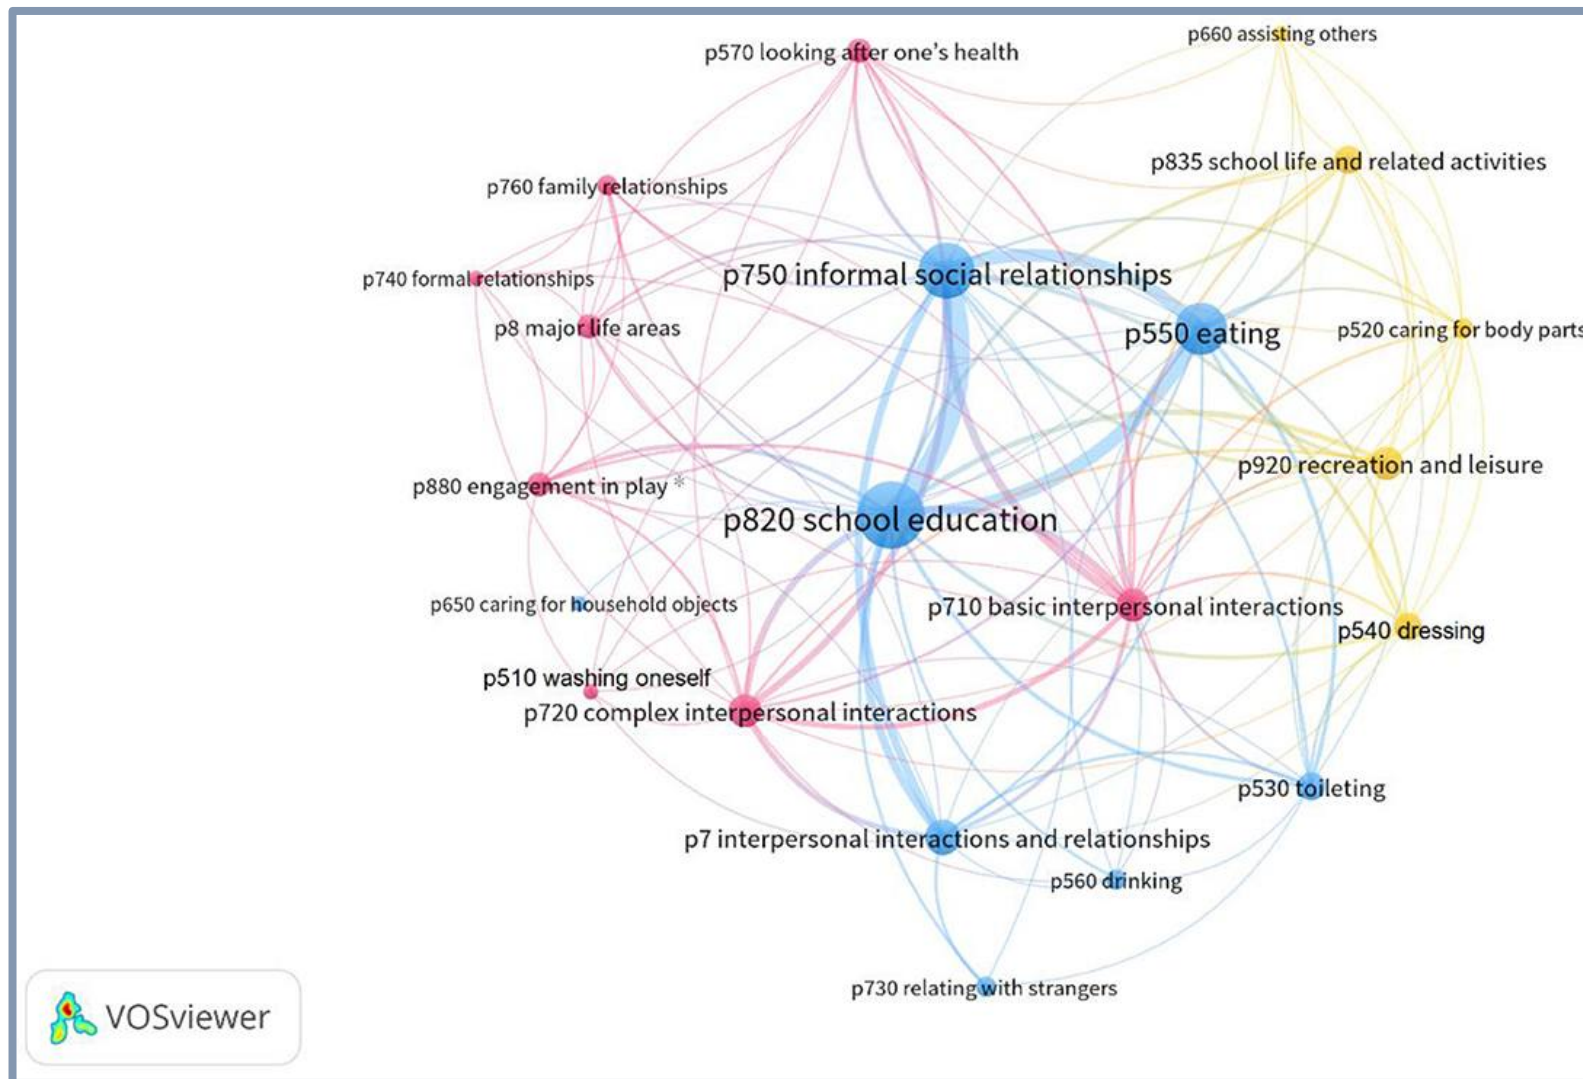 p660 assisting others
p570 looking after one’s health
p835 school life and related activities
p760 family relationships
p750 informal social relationships
p740 formal relationships
p8 major life areas
p550 eating
p520 caring for body parts
p920 recreation and leisure
p880 engagement in play *
p820 school education
p650 caring for household objects
p710 basic interpersonal interactions
p540 dressing
p510 washing oneself
p720 complex interpersonal interactions
p530 toileting
p7 interpersonal interactions and relationships
p560 drinking
p730 relating with strangers
VOSviewer